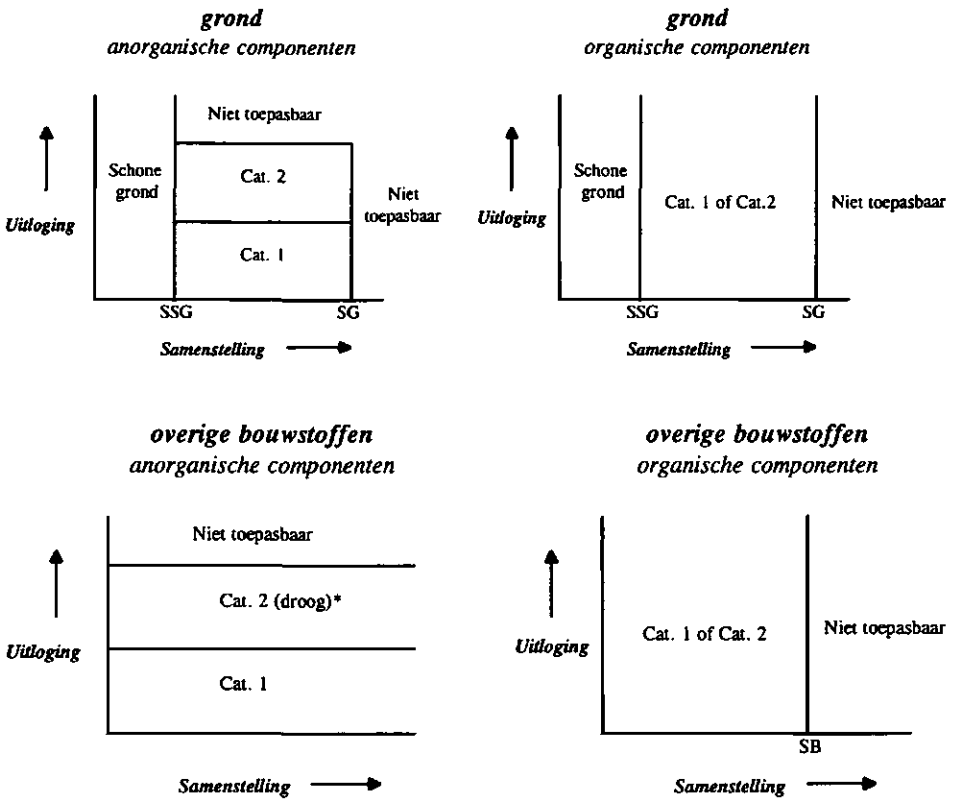 grond
anorganische componenten
Niet toepasbaar
Schone
grond
Cat. 2
Niet
toepasbaar
Uitloging
Cat. 1
SSG
SG
Samenstelling
grond
organische componenten
Schone
grond
Cat. 1 of Cat.2
Niet toepasbaar
Uitloging
SSG
SG
Samenstelling
overige bouwstoffen
anorganische componenten
Niet toepasbaar
Cat. 2 (droog)*
Uitloging
Cat. 1
Samenstelling
overige bouwstoffen
organische componenten
Cat. 1 of Cat. 2
Niet toepasbaar
Uitloging
SB
Samenstelling